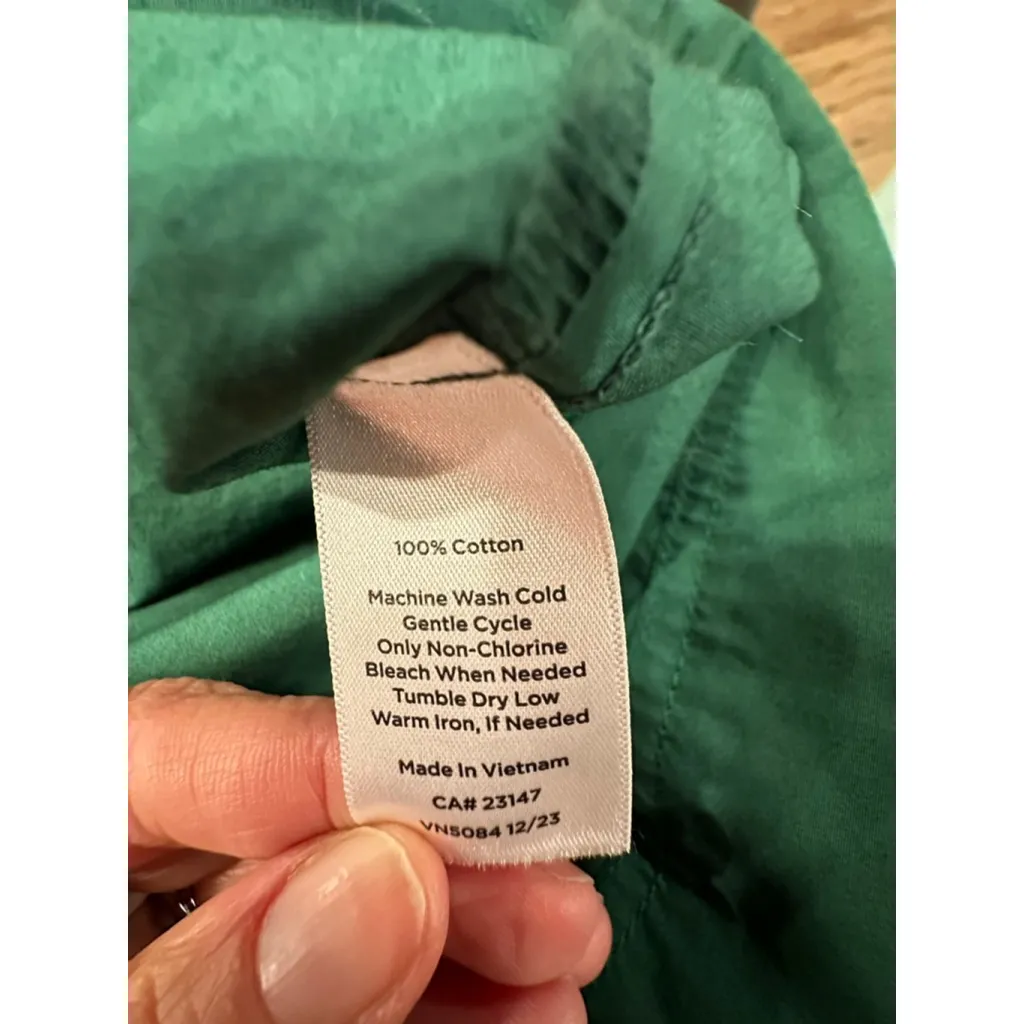 100% Cotton
Machine Wash Cold
Gentle Cycle
Only Non-Chlorine
Bleach When Needed
Tumble Dry Low
Warm Iron, If Needed
Made In Vietnam
CA# 23147
VN5084 12/23